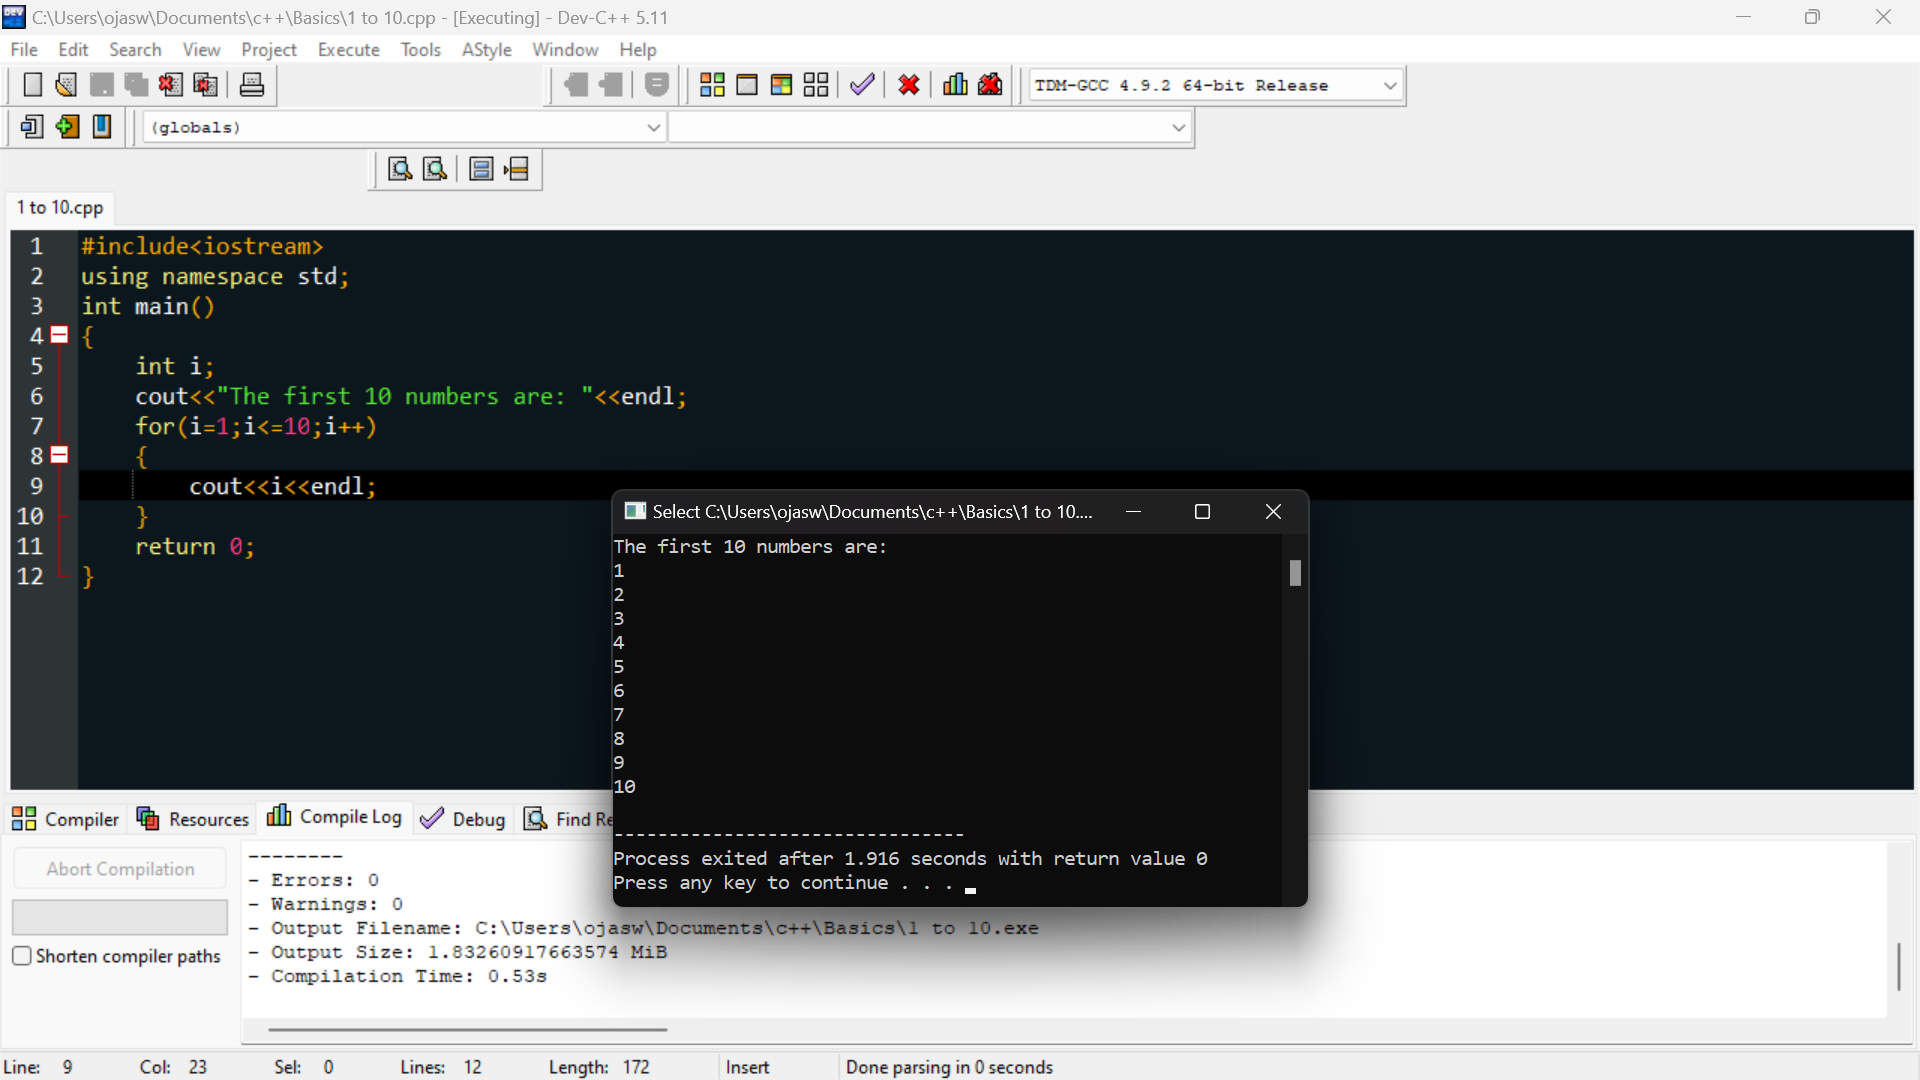 C:\Users\ojasw\Documents\c++\Basics\1 to 10.cpp - [Executing] - Dev-C++ 5.11
File Edit Search View Project Execute Tools AStyle Window Help
TDM-GCC 4.9.2 64-bit Release
(globals)
1 to 10.cpp
1 #include<iostream>
2 using namespace std;
3 int main()
4 {
5 int i;
6 cout<<"The first 10 numbers are: "<<endl;
7 for(i=1;i<=10;i++)
8 {
9 cout<<i<<endl;
10 }
11 return 0;
12 }
Select C:\Users\ojasw\Documents\c++\Basics\1 to 10....
The first 10 numbers are:
1
2
3
4
5
6
7
8
9
10
--------------------------------
Process exited after 1.916 seconds with return value 0
Press any key to continue . . .
Compiler Resources Compile Log Debug Find Re
Abort Compilation
Shorten compiler paths
--------
- Errors: 0
- Warnings: 0
- Output Filename: C:\Users\ojasw\Documents\c++\Basics\1 to 10.exe
- Output Size: 1.83260917663574 MiB
- Compilation Time: 0.53s
Line: 9 Col: 23 Sel: 0 Lines: 12 Length: 172 Insert Done parsing in 0 seconds